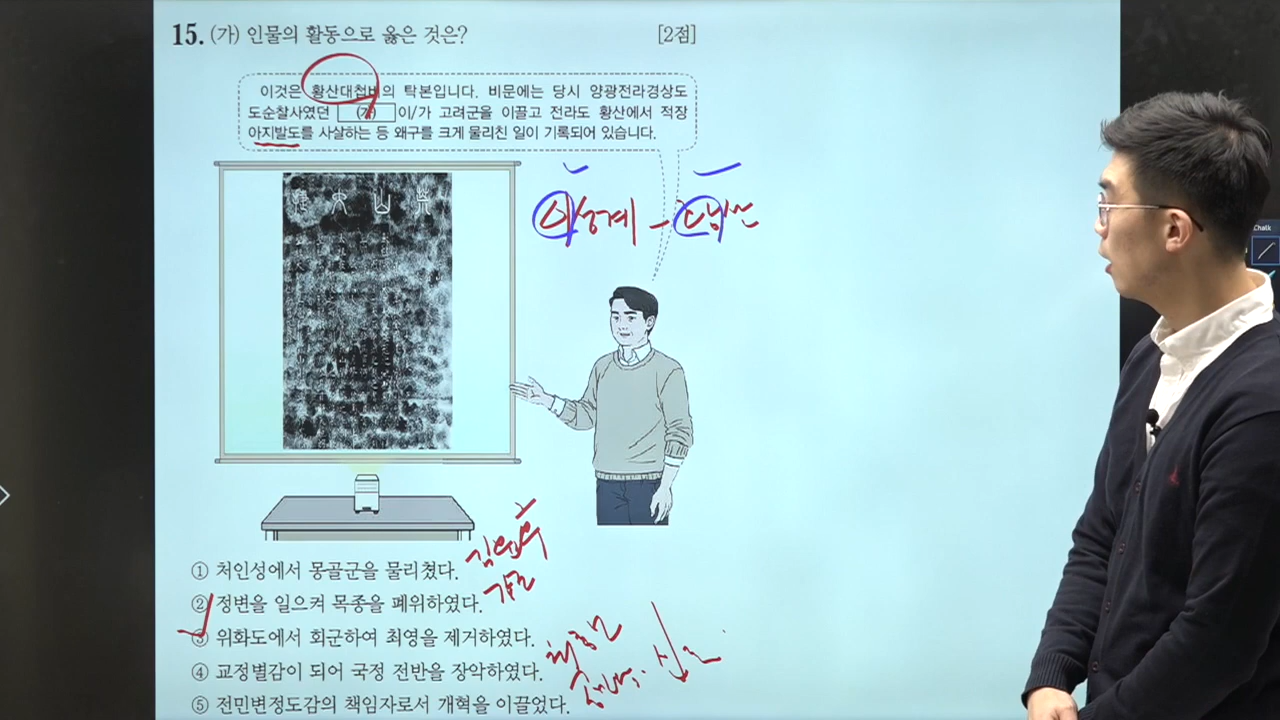 15. (가) 인물의 활동으로 옳은 것은? [2점]
이것은 황산대첩비의 탁본입니다. 비문에는 당시 양광전라경상도
도순찰사였던 (가) 이/가 고려군을 이끌고 전라도 황산에서 적장
아지발도를 사살하는 등 왜구를 크게 물리친 일이 기록되어 있습니다.
이성계 -
① 처인성에서 몽골군을 물리쳤다. 김윤후
② 정변을 일으켜 목종을 폐위하였다. 강조
③ 위화도에서 회군하여 최영을 제거하였다.
④ 교정별감이 되어 국정 전반을 장악하였다.
⑤ 전민변정도감의 책임자로서 개혁을 이끌었다. 신돈
Chalk